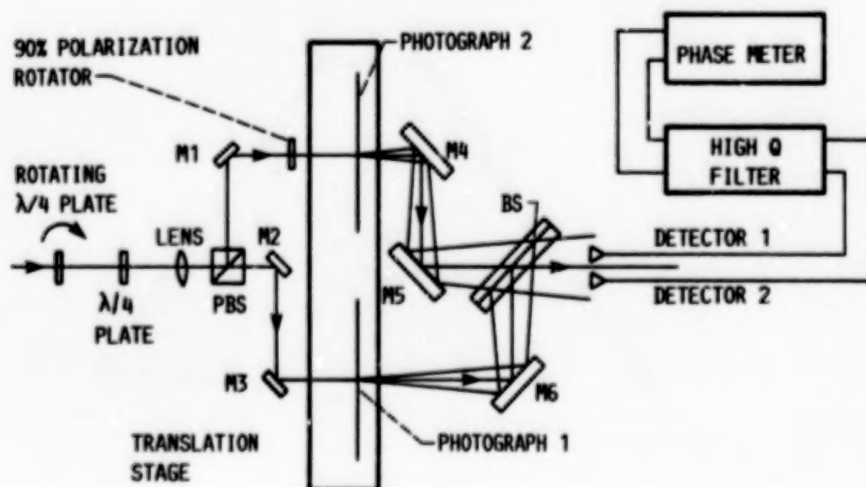 90% POLARIZATION
ROTATOR
PHOTOGRAPH 2
PHASE METER
M1
M4
HIGH Q
FILTER
ROTATING
λ/4 PLATE
LENS
M2
BS
DETECTOR 1
M5
DETECTOR 2
PBS
λ/4
PLATE
M3
M6
TRANSLATION
STAGE
PHOTOGRAPH 1